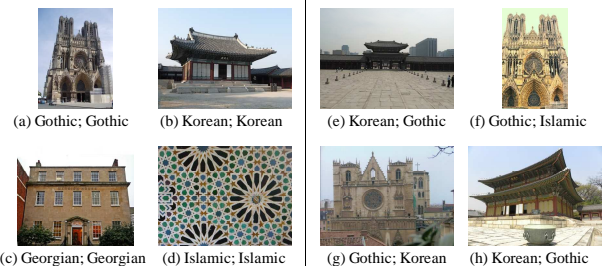 (a) Gothic; Gothic
(b) Korean; Korean
(e) Korean; Gothic
(f) Gothic; Islamic
(c) Georgian; Georgian
(d) Islamic; Islamic
(g) Gothic; Korean
(h) Korean; Gothic